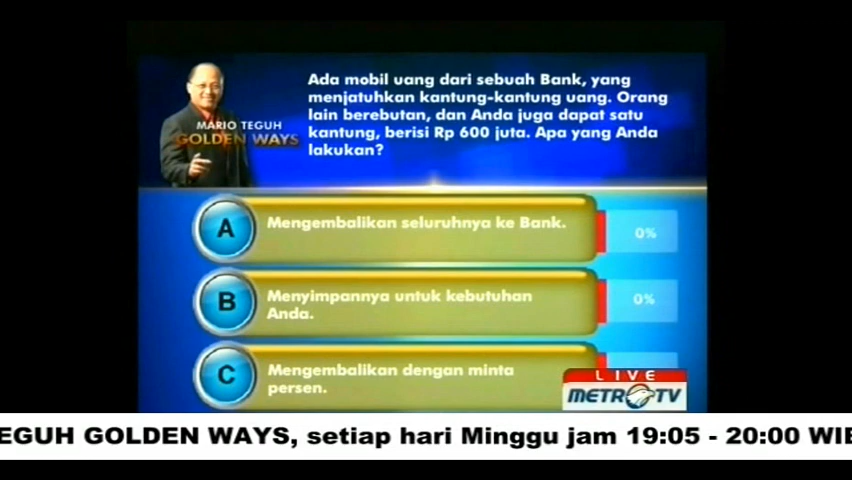 MARIO TEGUH
GOLDEN WAYS
Ada mobil uang dari sebuah Bank, yang
menjatuhkan kantung-kantung uang. Orang
lain berebutan, dan Anda juga dapat satu
kantung, berisi Rp 600 juta. Apa yang Anda
lakukan?
A
Mengembalikan seluruhnya ke Bank.
0%
B
Menyimpannya untuk kebutuhan
Anda.
0%
C
Mengembalikan dengan minta
persen.
LIVE
METRO TV
EGUH GOLDEN WAYS, setiap hari Minggu jam 19:05 - 20:00 WIB